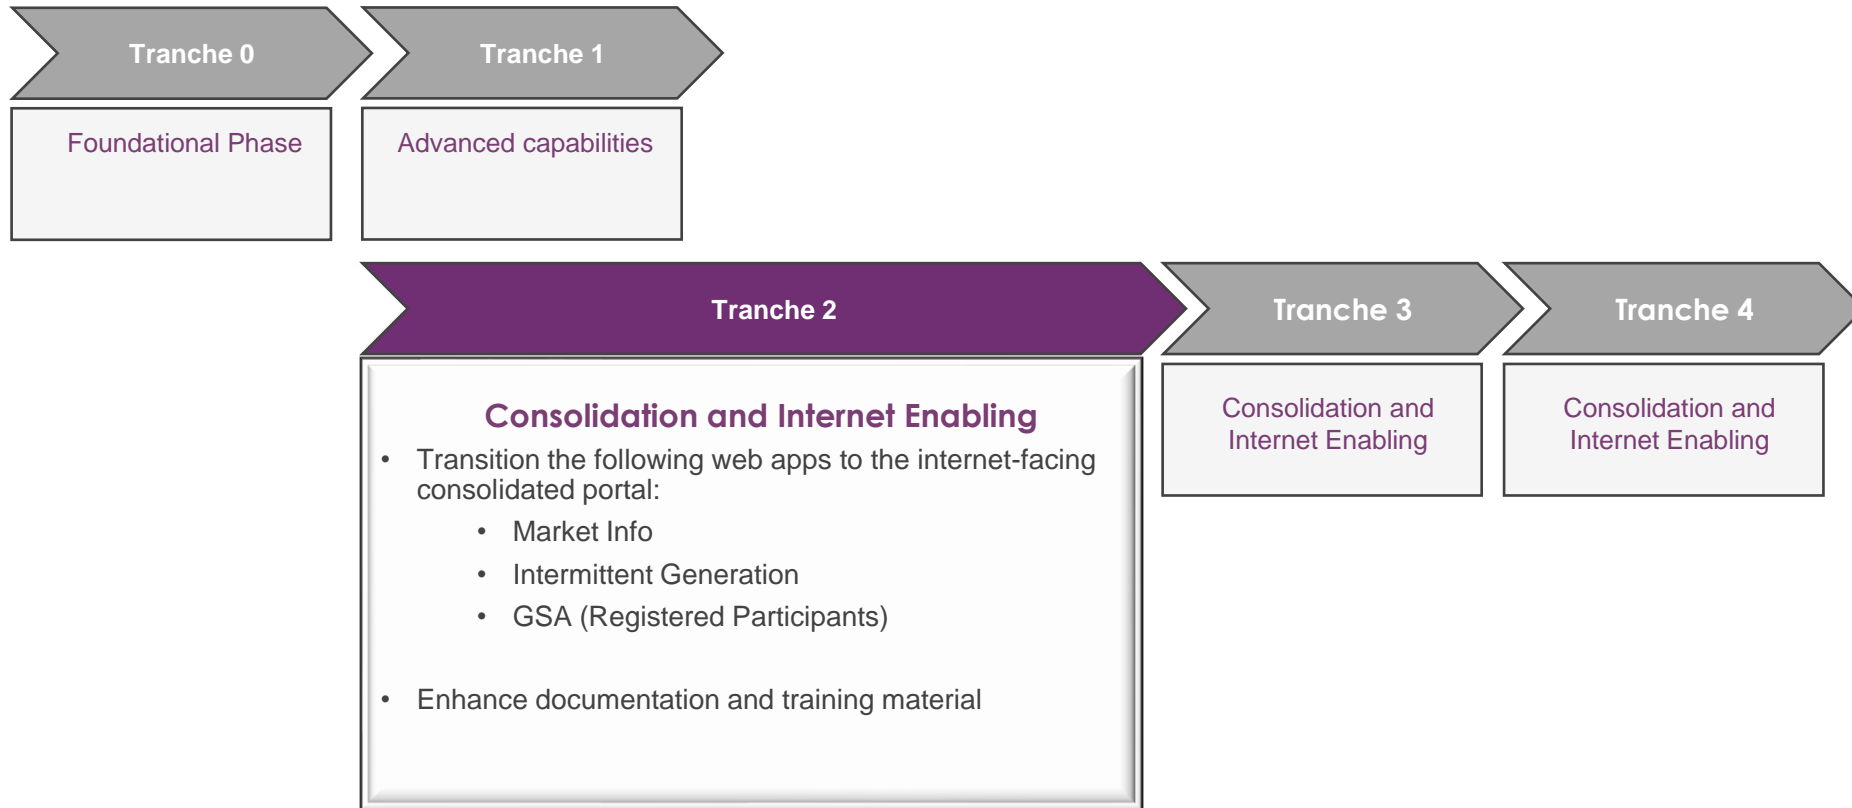 Tranche 0
Tranche 1
Foundational Phase
Advanced capabilities
Tranche 2
Tranche 3
Tranche 4
Consolidation and Internet Enabling
• Transition the following web apps to the internet-facing
consolidated portal:
• Market Info
• Intermittent Generation
• GSA (Registered Participants)
• Enhance documentation and training material
Consolidation and
Internet Enabling
Consolidation and
Internet Enabling